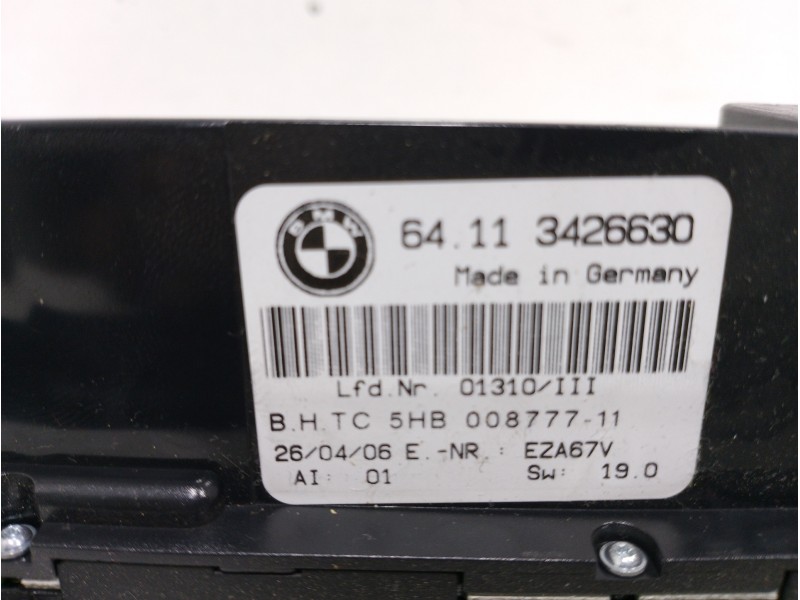 BMW
64.11 3426630
Made in Germany
Lfd.Nr. 01310/III
B.H.TC 5HB 008777-11
26/04/06 E.-NR.: EZA67V
AI: 01 Sw: 19.0